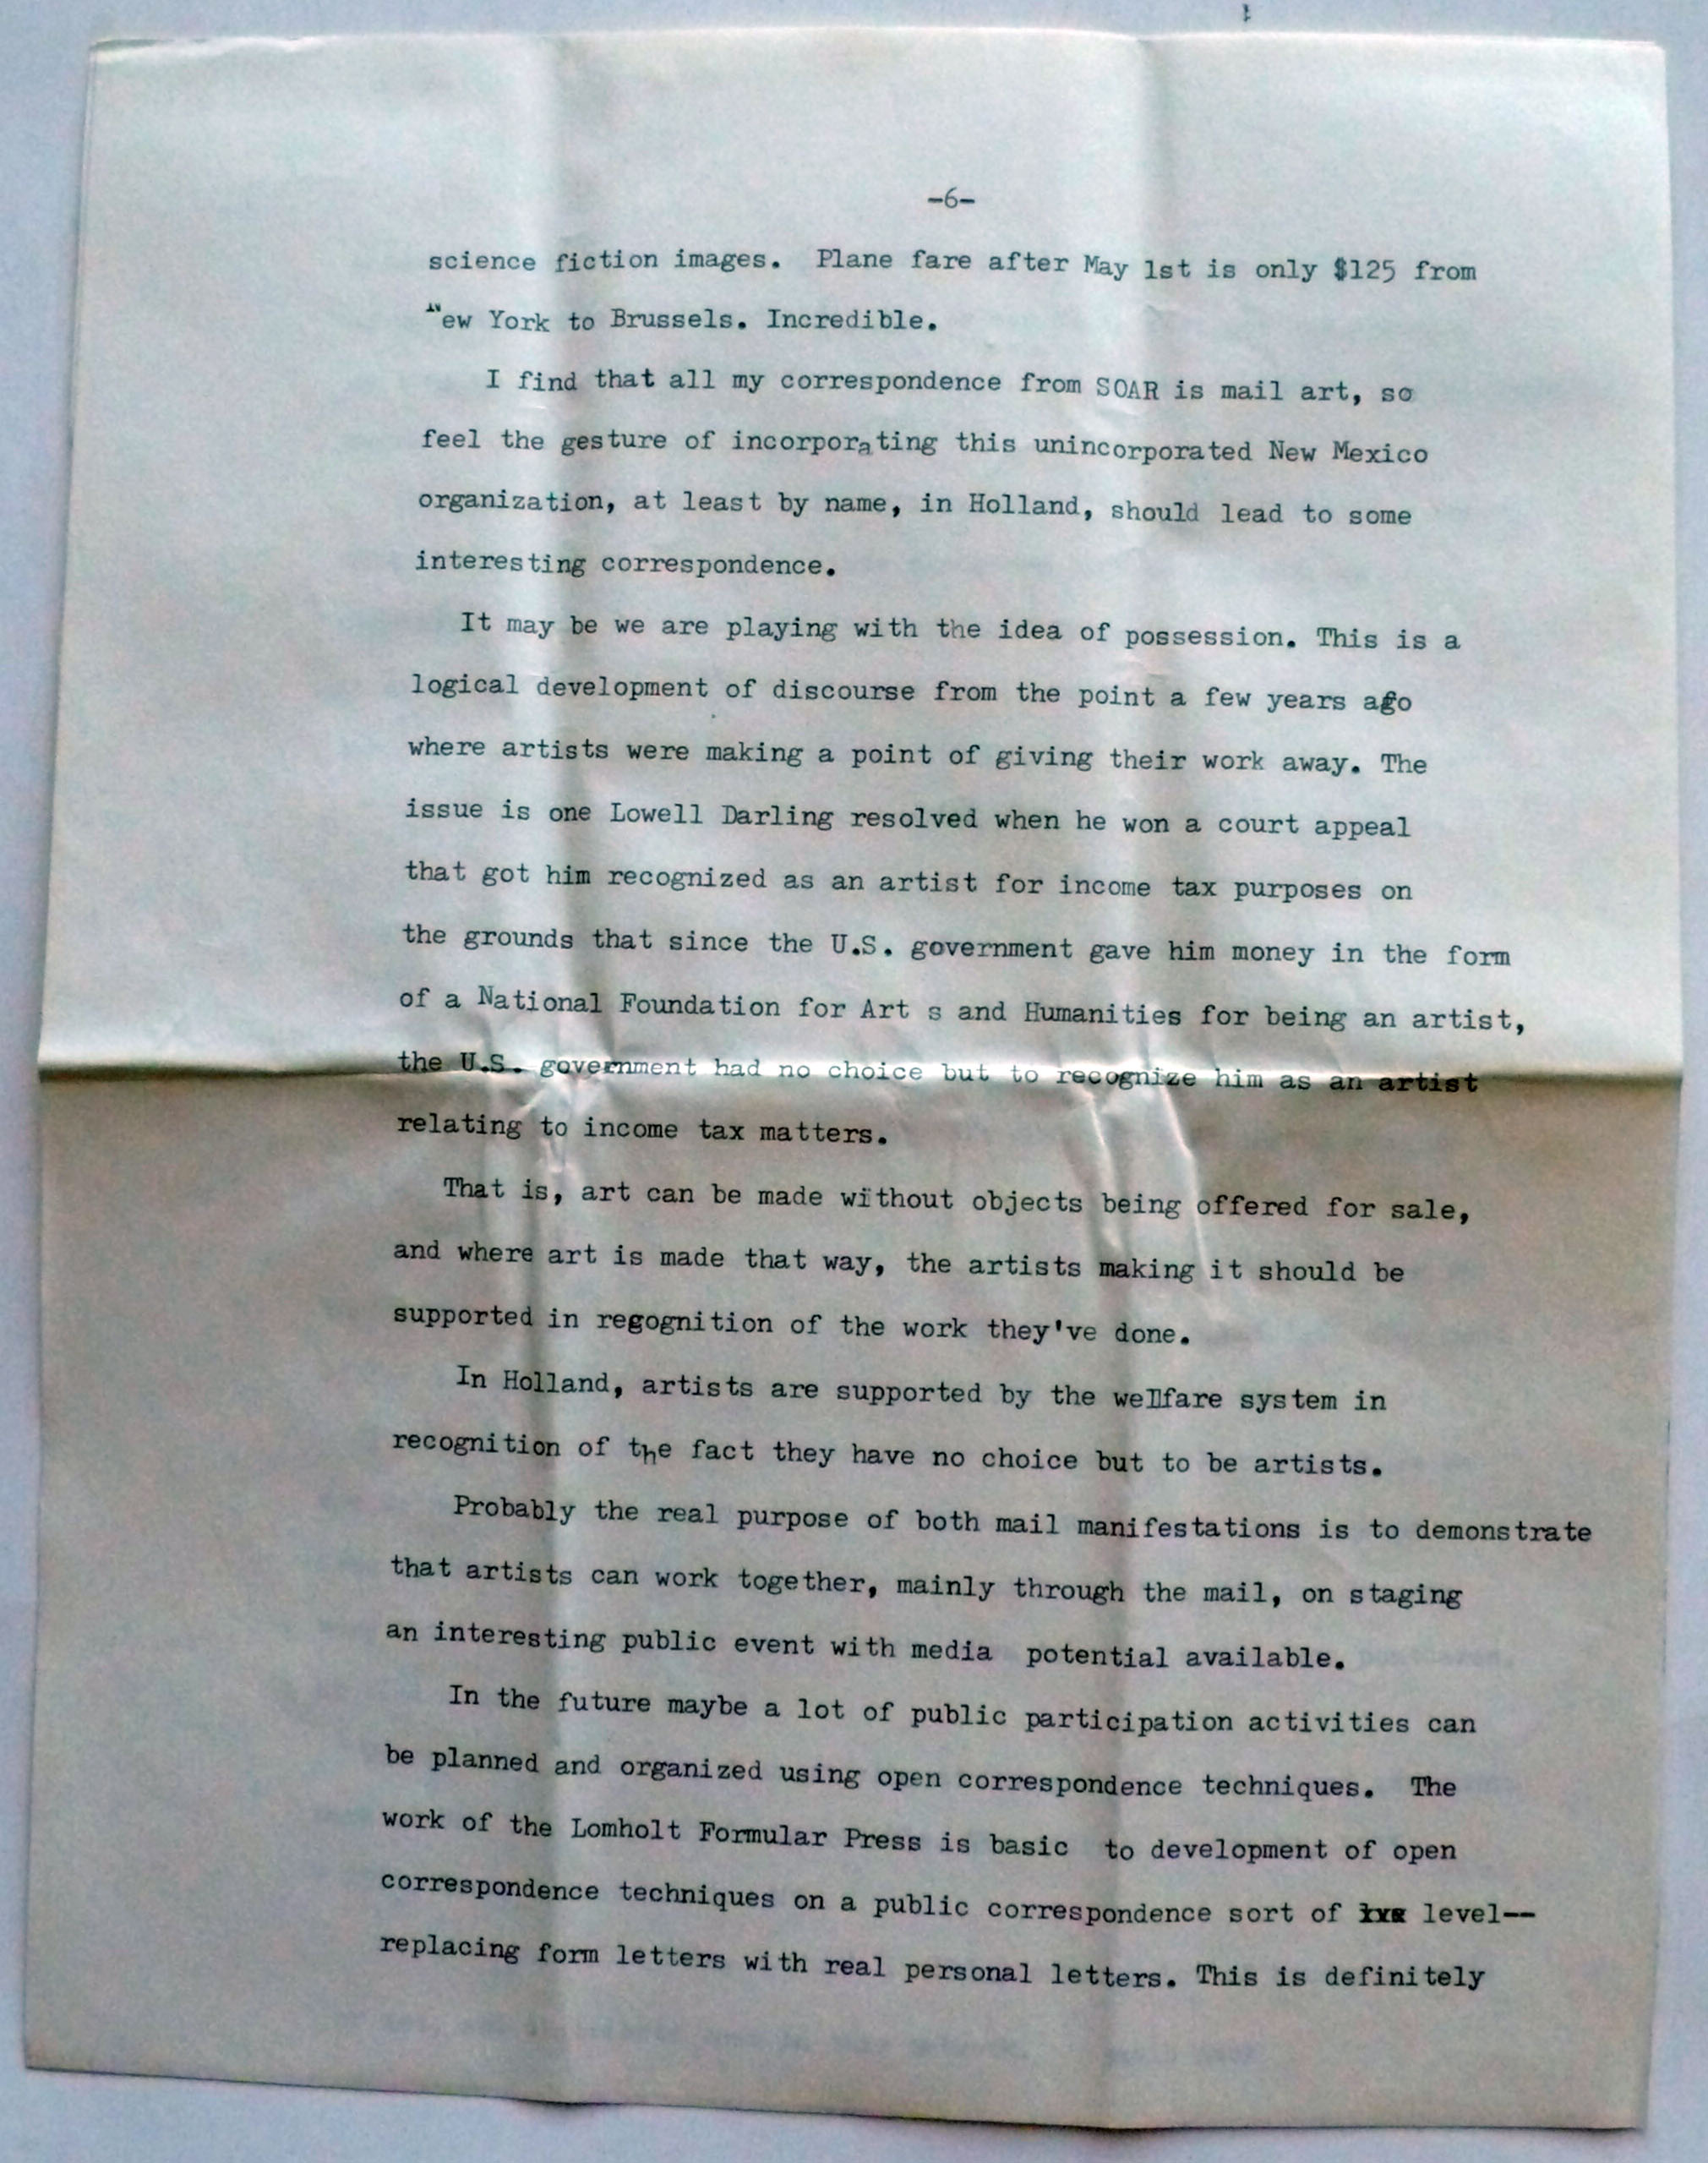 -6-
science fiction images.  Plane fare after May 1st is only $125 from
New York to Brussels. Incredible.
I find that all my correspondence from SOAR is mail art, so
feel the gesture of incorporating this unincorporated New Mexico
organization, at least by name, in Holland, should lead to some
interesting correspondence.
It may be we are playing with the idea of possession. This is a
logical development of discourse from the point a few years ago
where artists were making a point of giving their work away. The
issue is one Lowell Darling resolved when he won a court appeal
that got him recognized as an artist for income tax purposes on
the grounds that since the U.S. government gave him money in the form
of a National Foundation for Art s and Humanities for being an artist,
the U.S. government had no choice but to recognize him as an artist
relating to income tax matters.
That is, art can be made without objects being offered for sale,
and where art is made that way, the artists making it should be
supported in regognition of the work they've done.
In Holland, artists are supported by the welfare system in
recognition of the fact they have no choice but to be artists.
Probably the real purpose of both mail manifestations is to demonstrate
that artists can work together, mainly through the mail, on staging
an interesting public event with media  potential available.
In the future maybe a lot of public participation activities can
be planned and organized using open correspondence techniques.  The
work of the Lomholt Formular Press is basic  to development of open
correspondence techniques on a public correspondence sort of level--
replacing form letters with real personal letters. This is definitely